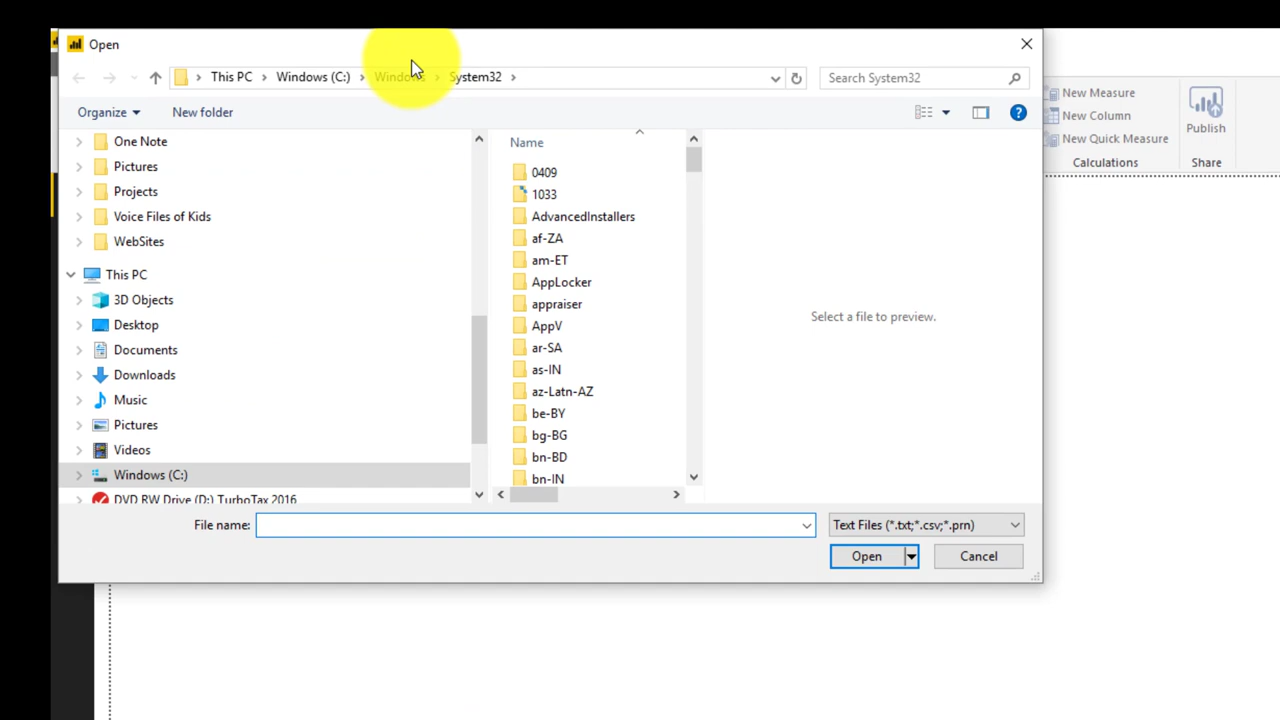 Open
This PC
Windows (C:)
Windows
System32
Search System32
Organize
New folder
New Measure
New Column
New Quick Measure
Calculations
Publish
Share
One Note
Pictures
Projects
Voice Files of Kids
WebSites
This PC
3D Objects
Desktop
Documents
Downloads
Music
Pictures
Videos
Windows (C:)
DVD RW Drive (D:) TurboTax 2016
Name
0409
1033
AdvancedInstallers
af-ZA
am-ET
AppLocker
appraiser
AppV
ar-SA
as-IN
az-Latn-AZ
be-BY
bg-BG
bn-BD
bn-IN
Select a file to preview.
File name:
Text Files (*.txt;*.csv;*.prn)
Open
Cancel